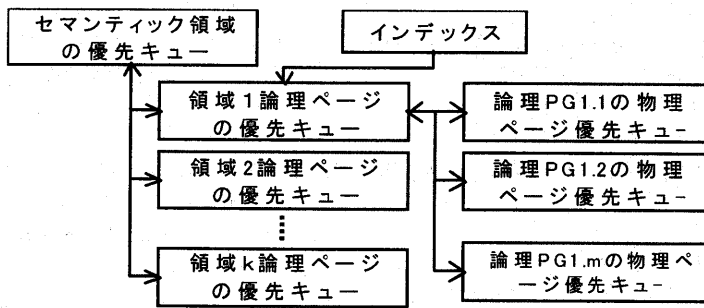 セマンティック領域
の優先キュー
インデックス
領域1論理ページ
の優先キュー
論理PG1.1の物理
ページ優先キュー
領域2論理ページ
の優先キュー
論理PG1.2の物理
ページ優先キュー
領域k論理ページ
の優先キュー
論理PG1.mの物理ペ
ージ優先キュー